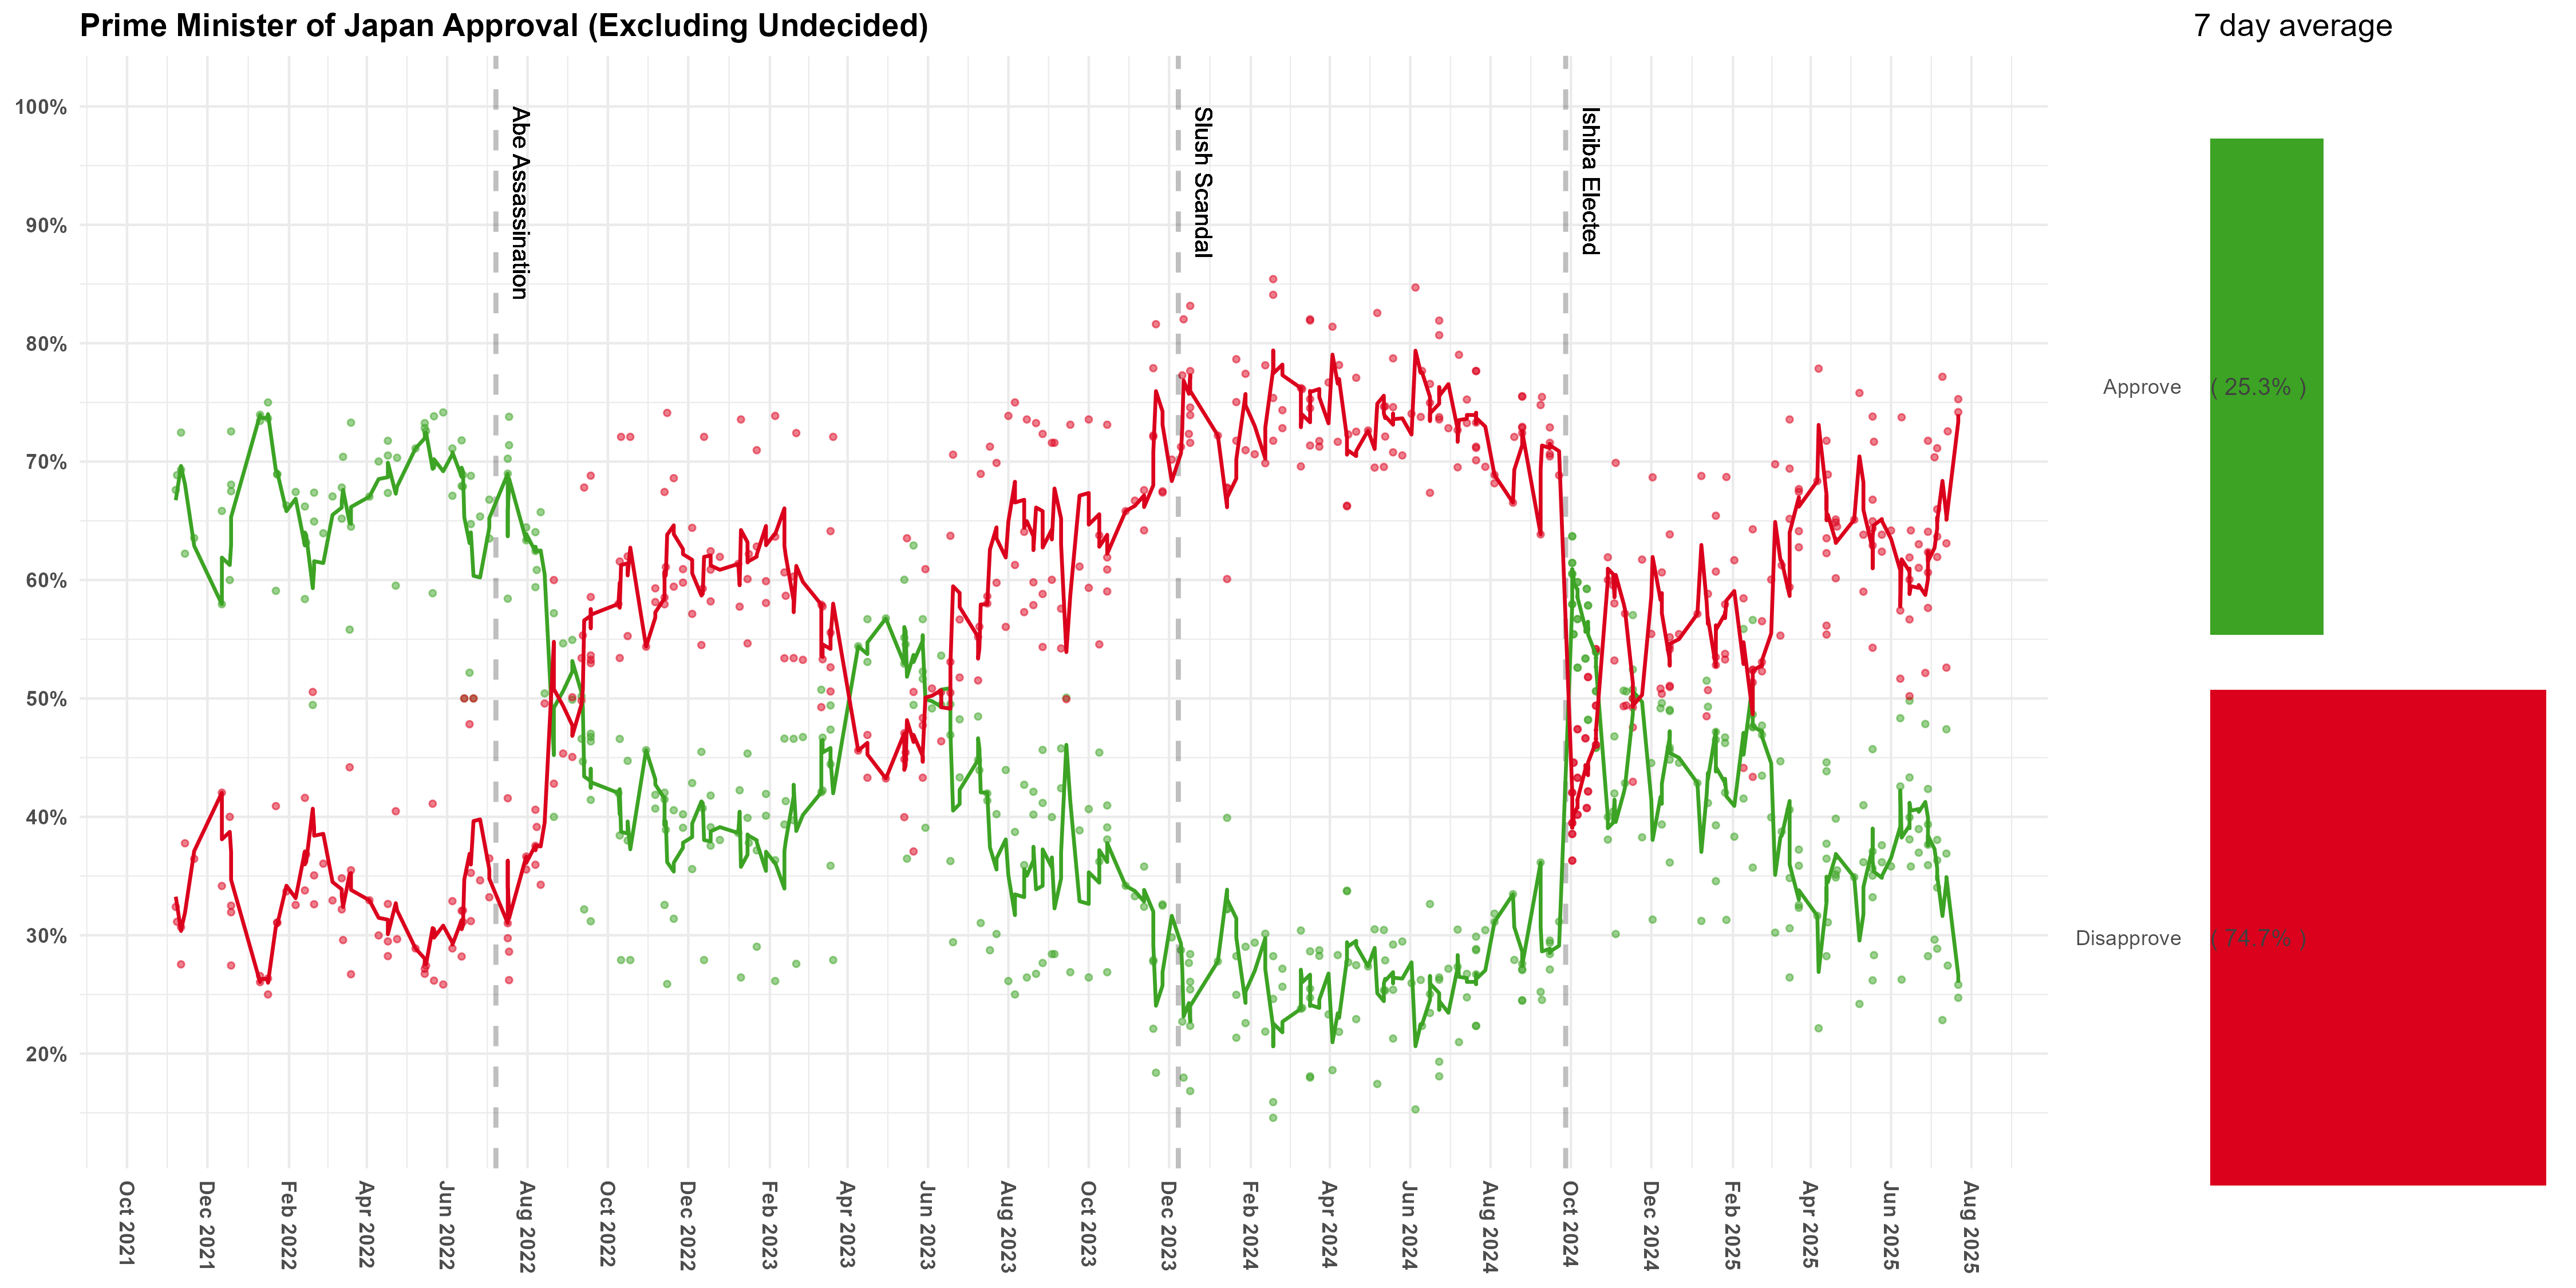 Prime Minister of Japan Approval (Excluding Undecided)
7 day average
100%
90%
80%
70%
60%
50%
40%
30%
20%
Abe Assassination
Slush Scandal
Ishiba Elected
Oct 2021
Dec 2021
Feb 2022
Apr 2022
Jun 2022
Aug 2022
Oct 2022
Dec 2022
Feb 2023
Apr 2023
Jun 2023
Aug 2023
Oct 2023
Dec 2023
Feb 2024
Apr 2024
Jun 2024
Aug 2024
Oct 2024
Dec 2024
Feb 2025
Apr 2025
Jun 2025
Aug 2025
Approve
( 25.3% )
Disapprove
( 74.7% )